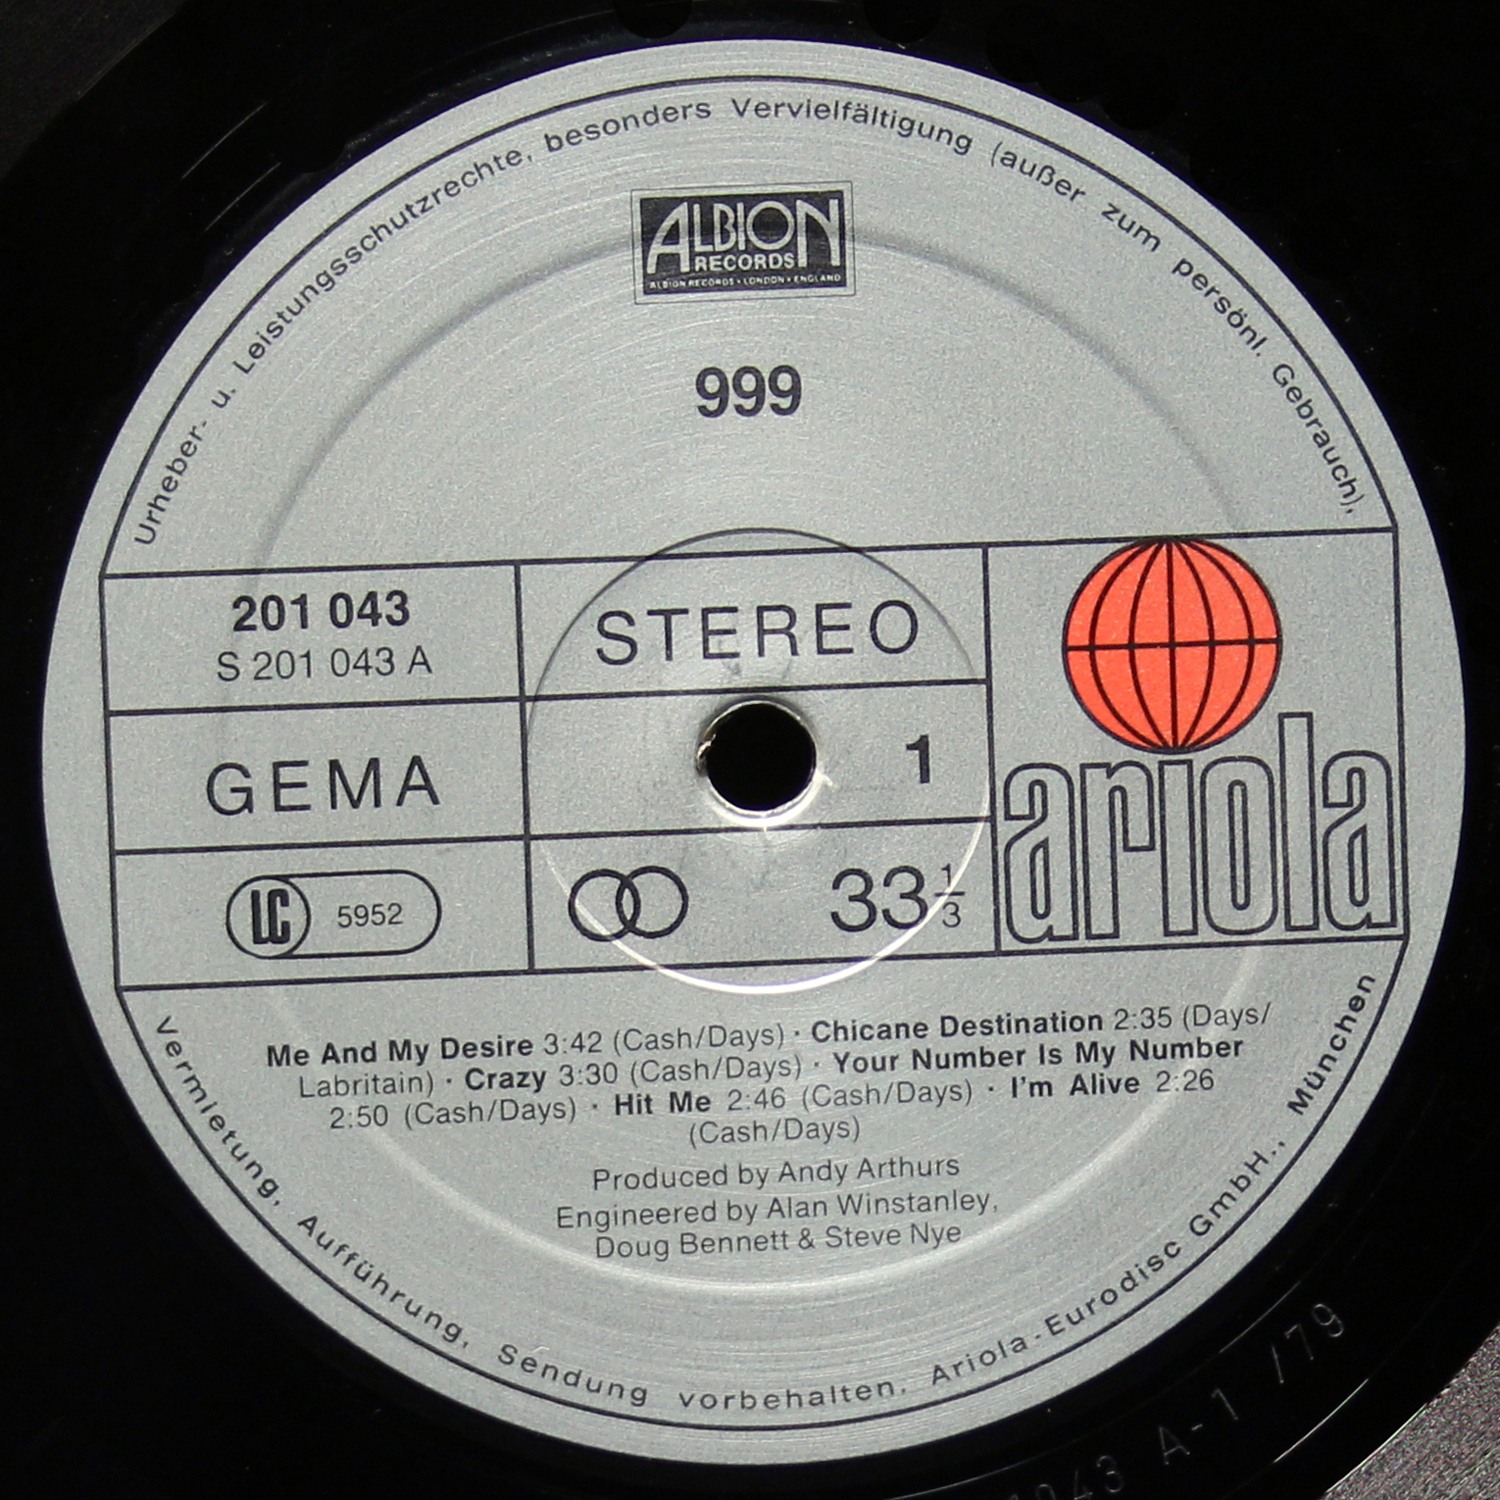 Urheber- u. Leistungsschutzrechte, besonders Vervielfältigung (außer zum persönl. Gebrauch),
ALBION
RECORDS
ALBION RECORDS • LONDON • ENGLAND
999
201 043
S 201 043 A
STEREO
GEMA
1
LC 5952
33 1/3
ariola
Me And My Desire 3:42 (Cash/Days) · Chicane Destination 2:35 (Days/
Labritain) · Crazy 3:30 (Cash/Days) · Your Number Is My Number
2:50 (Cash/Days) · Hit Me 2:46 (Cash/Days) · I'm Alive 2:26
(Cash/Days)
Produced by Andy Arthurs
Engineered by Alan Winstanley,
Doug Bennett & Steve Nye
Vermietung, Aufführung, Sendung vorbehalten. Ariola-Eurodisc GmbH., München
043 A-1 /79